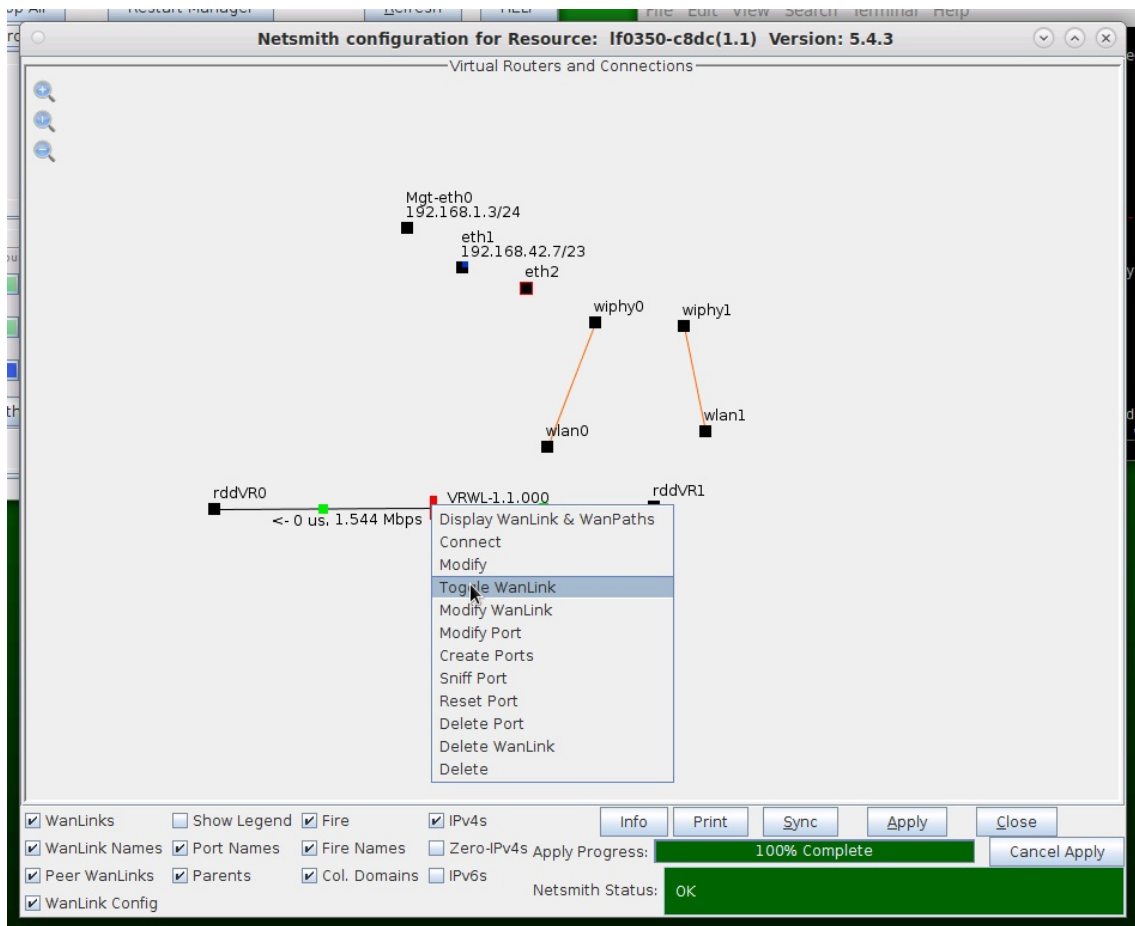 Restart Manager
Refresh
HELP
File Edit View Search Terminal Help
Netsmith configuration for Resource: lf0350-c8dc(1.1) Version: 5.4.3
Virtual Routers and Connections
Mgt-eth0
192.168.1.3/24
eth1
192.168.42.7/23
eth2
wiphy0
wiphy1
wlan0
wlan1
rddVR0
VRWL-1.1.000
rddVR1
<- 0 us, 1.544 Mbps
Display WanLink & WanPaths
Connect
Modify
Toggle WanLink
Modify WanLink
Modify Port
Create Ports
Sniff Port
Reset Port
Delete Port
Delete WanLink
Delete
WanLinks Show Legend Fire IPv4s Info Print Sync Apply Close
WanLink Names Port Names Fire Names Zero-IPv4s Apply Progress: 100% Complete Cancel Apply
Peer WanLinks Parents Col. Domains IPv6s
Netsmith Status: OK
WanLink Config